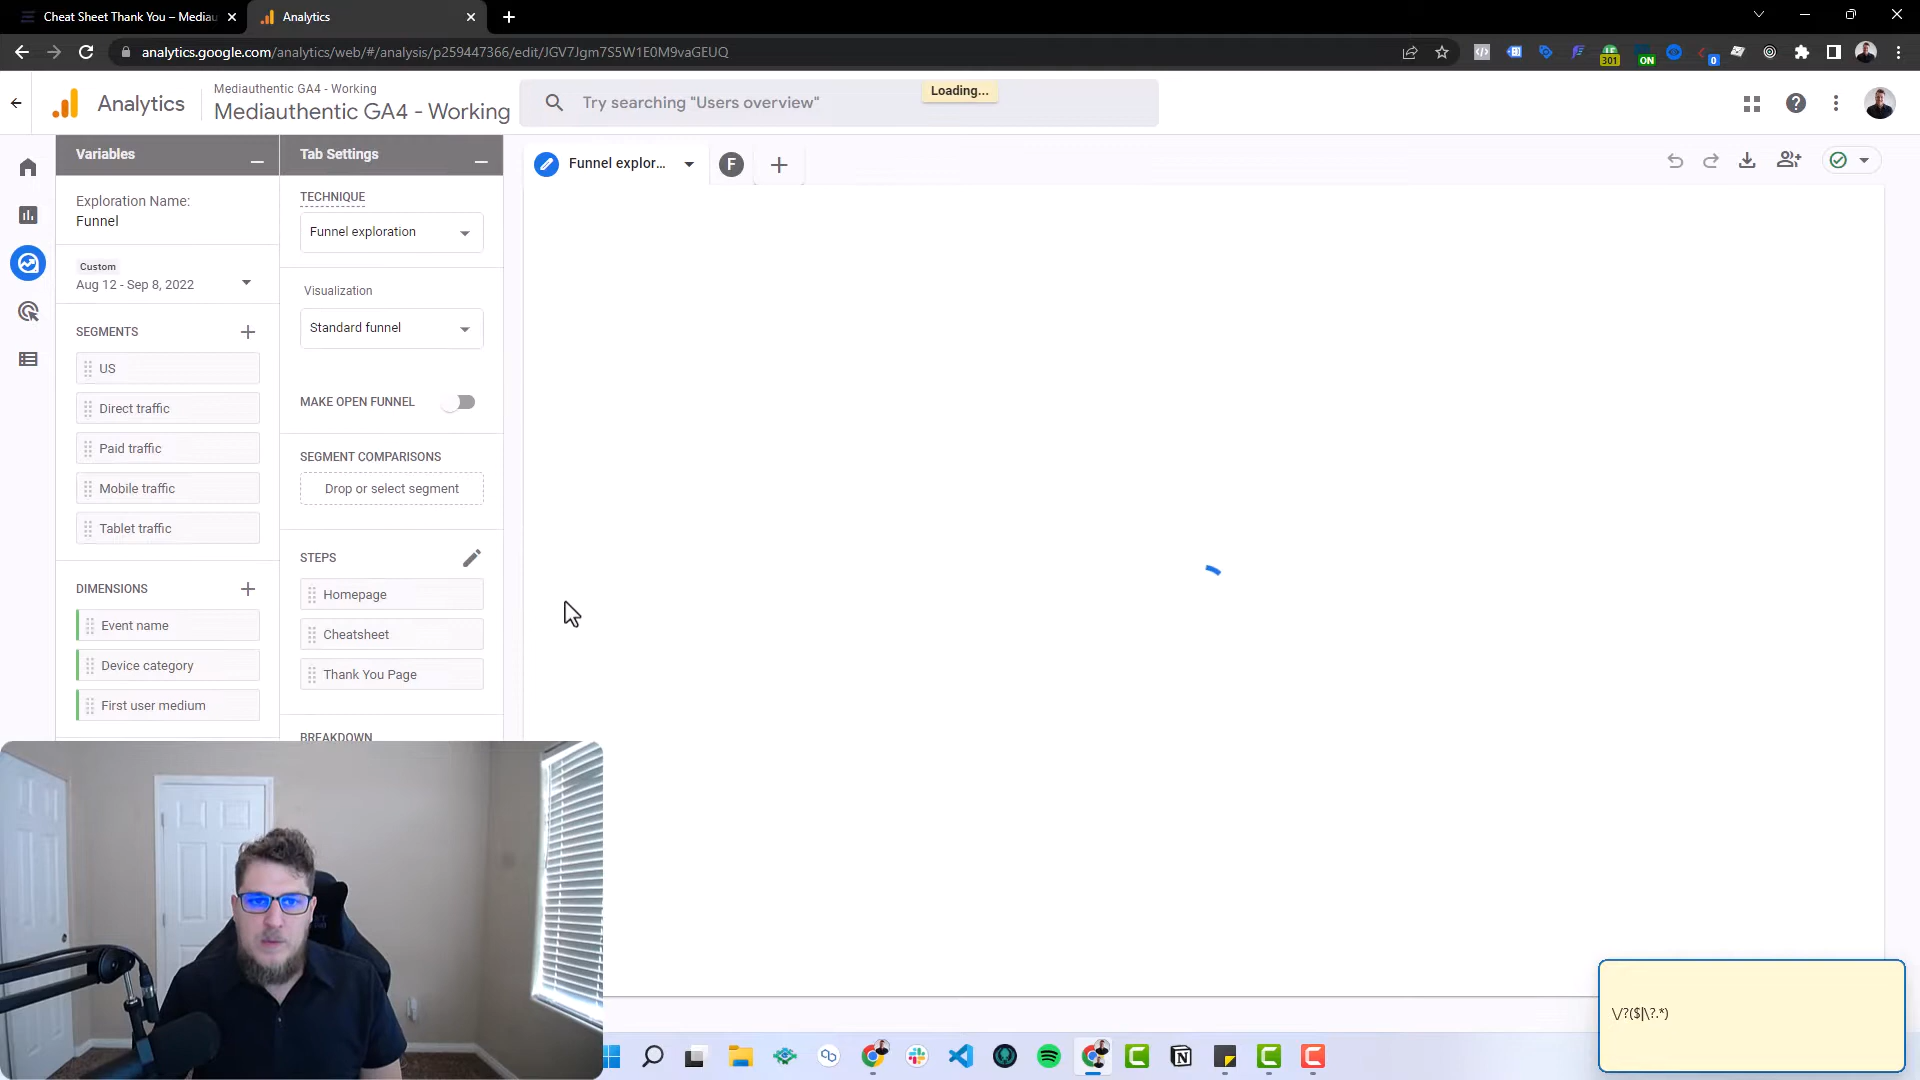 Cheat Sheet Thank You – Mediau
Analytics
analytics.google.com/analytics/web/#/analysis/p259447366/edit/JGV7Jgm7S5W1E0M9vaGEUQ
301
ON
0
Analytics
Mediauthentic GA4 - Working
Mediauthentic GA4 - Working
Try searching "Users overview"
Loading...
Variables
Tab Settings
Funnel explor...
F
Exploration Name:
Funnel
Custom
Aug 12 - Sep 8, 2022
SEGMENTS
US
Direct traffic
Paid traffic
Mobile traffic
Tablet traffic
DIMENSIONS
Event name
Device category
First user medium
TECHNIQUE
Funnel exploration
Visualization
Standard funnel
MAKE OPEN FUNNEL
SEGMENT COMPARISONS
Drop or select segment
STEPS
Homepage
Cheatsheet
Thank You Page
BREAKDOWN
\/?($|\?.*)